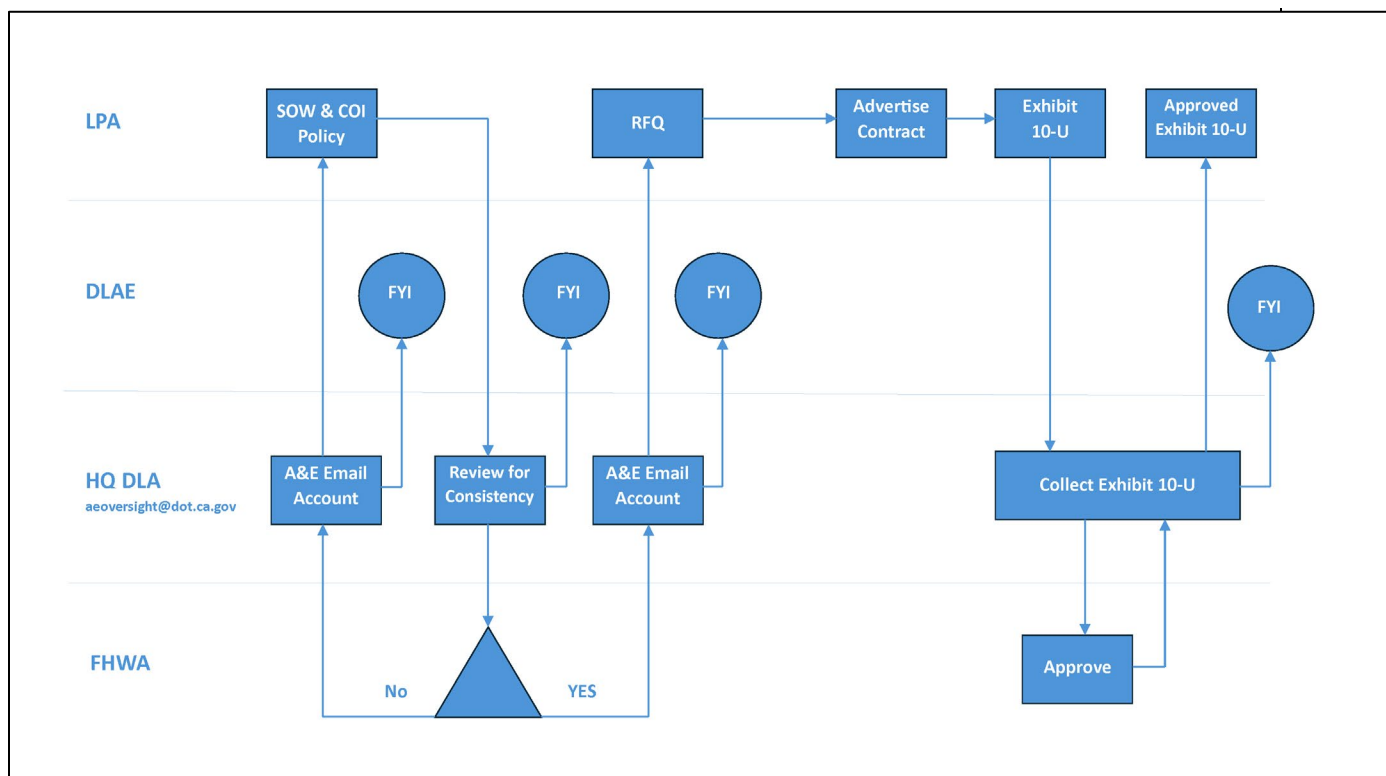 LPA
SOW & COI
Policy
RFQ
Advertise
Contract
Exhibit
10-U
Approved
Exhibit 10-U
DLAE
FYI
FYI
FYI
FYI
HQ DLA
aeoversight@dot.ca.gov
A&E Email
Account
Review for
Consistency
A&E Email
Account
Collect Exhibit 10-U
FHWA
No
YES
Approve